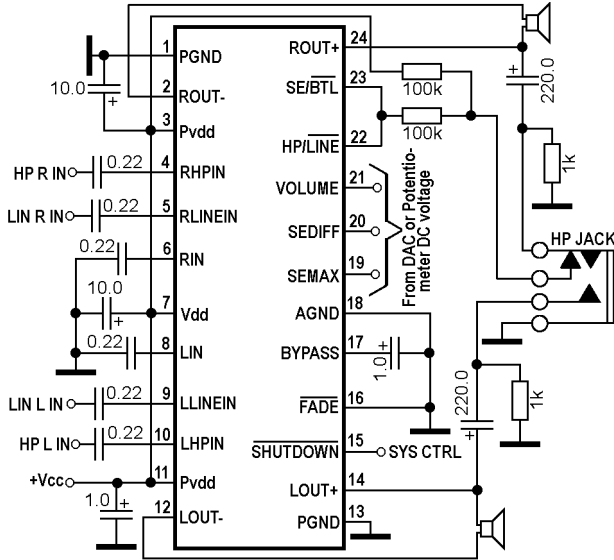 24
ROUT+
220.0
1
PGND
10.0
23
SE/BTL
100k
2
ROUT-
3
Pvdd
100k
22
HP/LINE
1k
0.22
HP R IN
4
RHPIN
21
VOLUME
From DAC or Potentio-
meter DC voltage
0.22
LIN R IN
5
RLINEIN
20
SEDIFF
HP JACK
0.22
6
RIN
19
SEMAX
10.0
7
Vdd
18
AGND
0.22
8
LIN
17
BYPASS
1.0
0.22
LIN L IN
9
LLINEIN
16
FADE
220.0
1k
0.22
HP L IN
10
LHPIN
15
SHUTDOWN
SYS CTRL
+Vcc
11
Pvdd
14
LOUT+
1.0
12
LOUT-
13
PGND